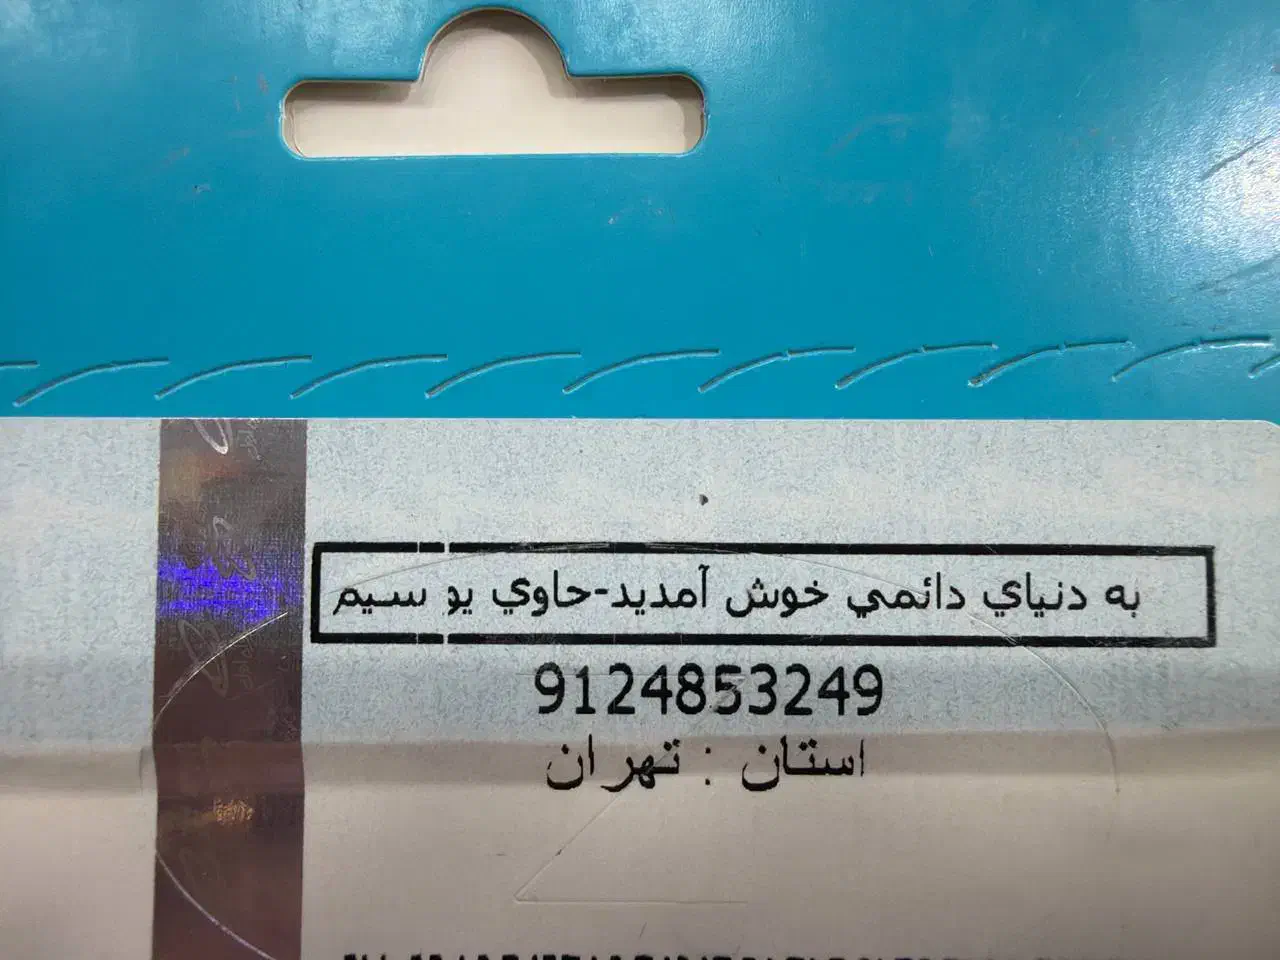 به دنياي دائمي خوش آمديد-حاوي يو سيم
9124853249
استان : تهران